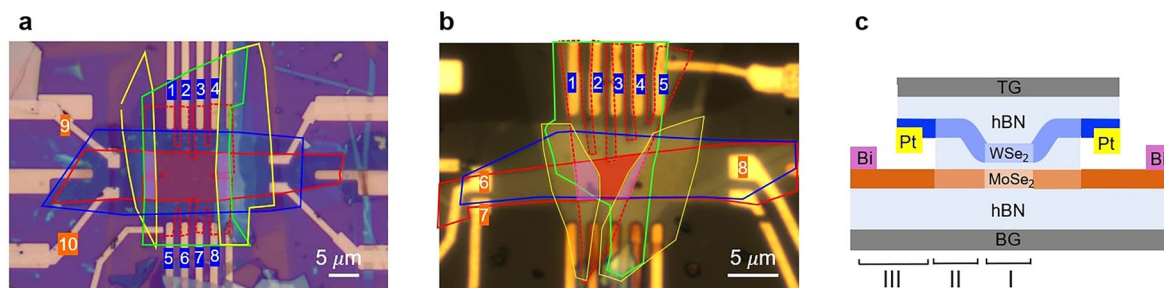 a
1 2 3 4
9
10
5 6 7 8
5 μm
b
1 2 3 4 5
6
7
8
5 μm
c
TG
hBN
Pt Pt
WSe2
Bi Bi
MoSe2
hBN
BG
III II I